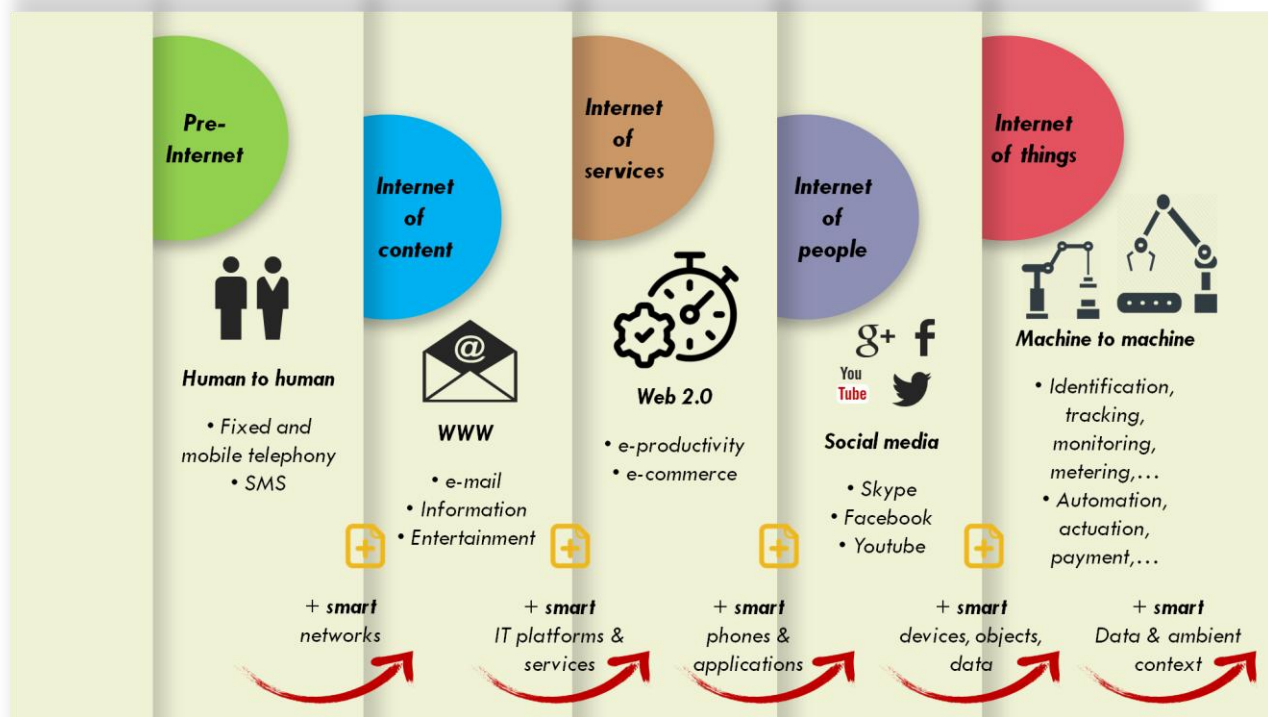 Pre-
Internet
Human to human
• Fixed and
mobile telephony
• SMS
+ smart
networks
Internet
of
content
@
WWW
• e-mail
• Information
• Entertainment
+ smart
IT platforms &
services
Internet
of
services
Web 2.0
• e-productivity
• e-commerce
+ smart
phones &
applications
Internet
of
people
g+ f
You
Tube
Social media
• Skype
• Facebook
• Youtube
+ smart
devices, objects,
data
Internet
of things
Machine to machine
• Identification,
tracking,
monitoring,
metering,...
• Automation,
actuation,
payment,...
+ smart
Data & ambient
context